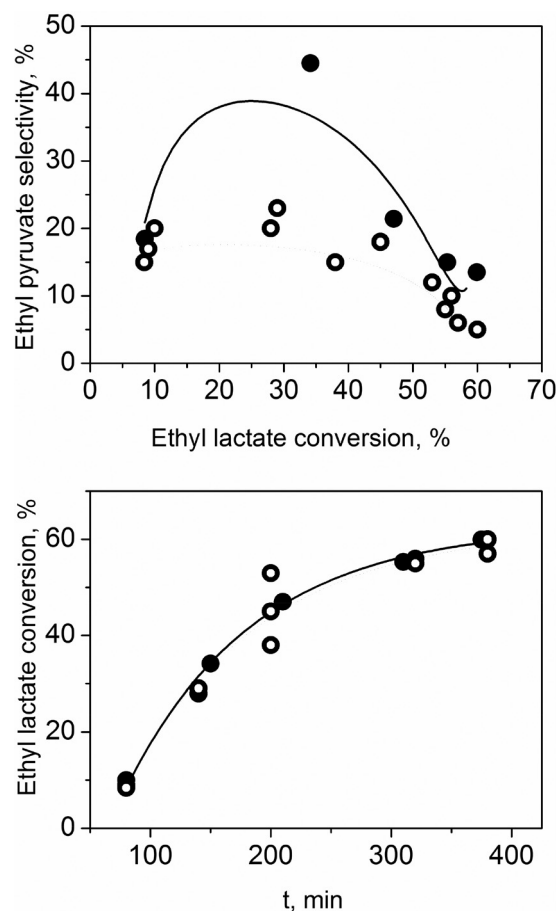 50
40
30
20
10
0
Ethyl pyruvate selectivity, %
0 10 20 30 40 50 60 70
Ethyl lactate conversion, %
60
40
20
0
Ethyl lactate conversion, %
100 200 300 400
t, min